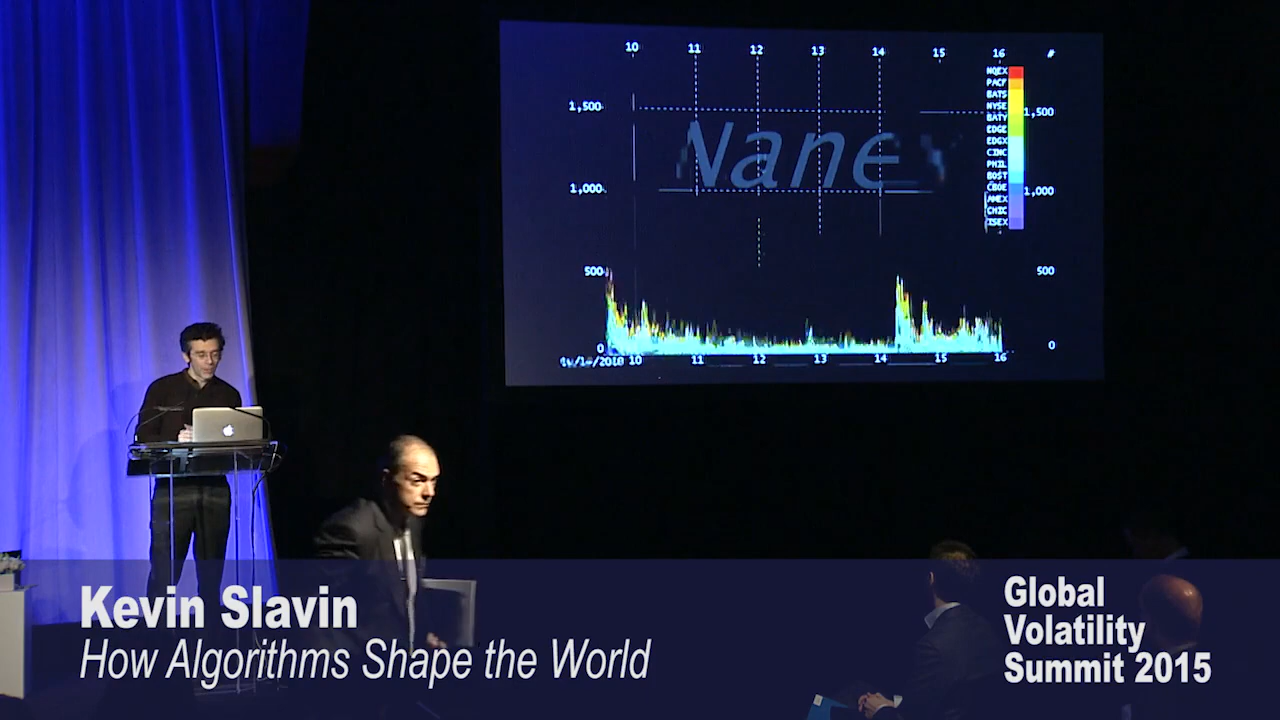 10 11 12 13 14 15 16 #
NQEX
PACF
BATS
NYSE
BATY
EDGE
EDGX
CINC
PHIL
BOST
CBOE
AMEX
CHIC
ISEX
1,500 1,500
Nanex
1,000 1,000
500 500
0 0
10 11 12 13 14 15 16
Kevin Slavin
How Algorithms Shape the World
Global
Volatility
Summit 2015